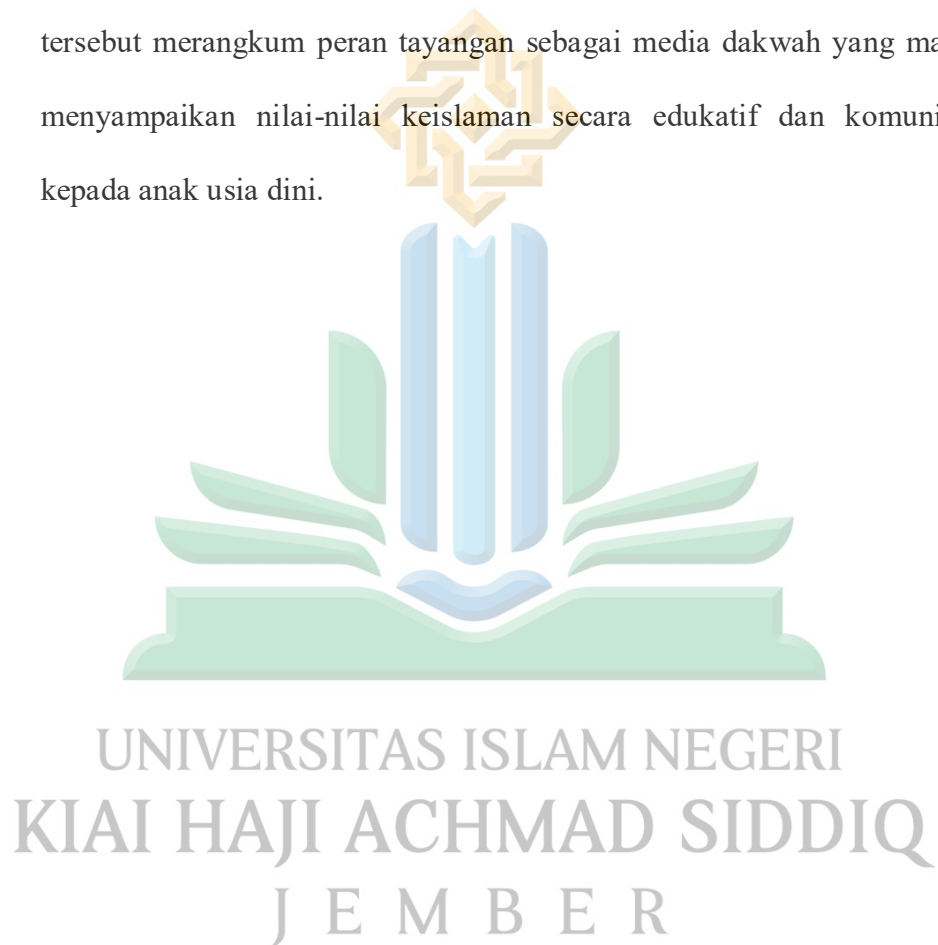 tersebut merangkum peran tayangan sebagai media dakwah yang
menyampaikan nilai-nilai keislaman secara edukatif dan
kepada anak usia dini.
UNIVERSITAS ISLAM NEGERI
KIAI HAJI ACHMAD SIDDIQ
JEMBER